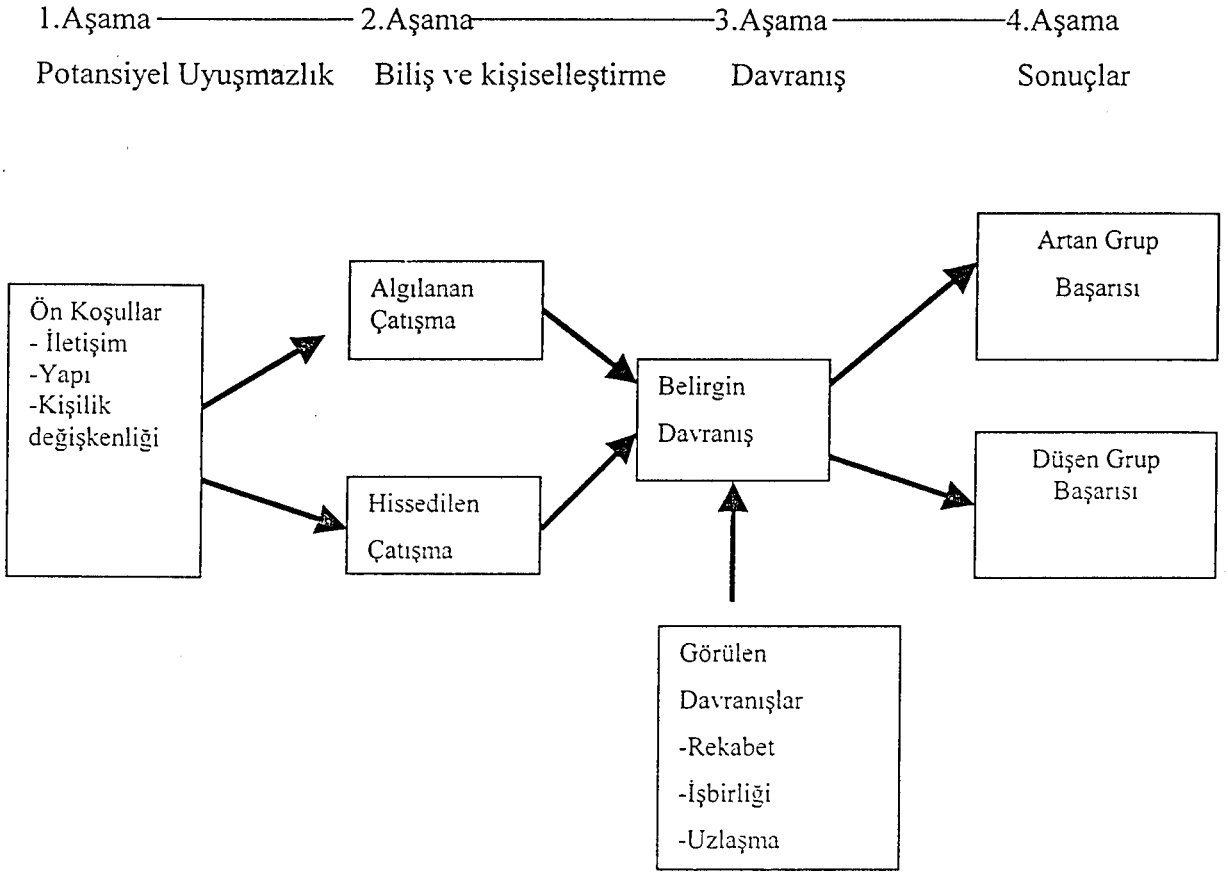 1.Aşama 2.Aşama 3.Aşama 4.Aşama
Potansiyel Uyuşmazlık Biliş ve kişiselleştirme Davranış Sonuçlar
Ön Koşullar
- İletişim
-Yapı
-Kişilik
değişkenliği
Algılanan
Çatışma
Hissedilen
Çatışma
Belirgin
Davranış
Görülen
Davranışlar
-Rekabet
-İşbirliği
-Uzlaşma
Artan Grup
Başarısı
Düşen Grup
Başarısı